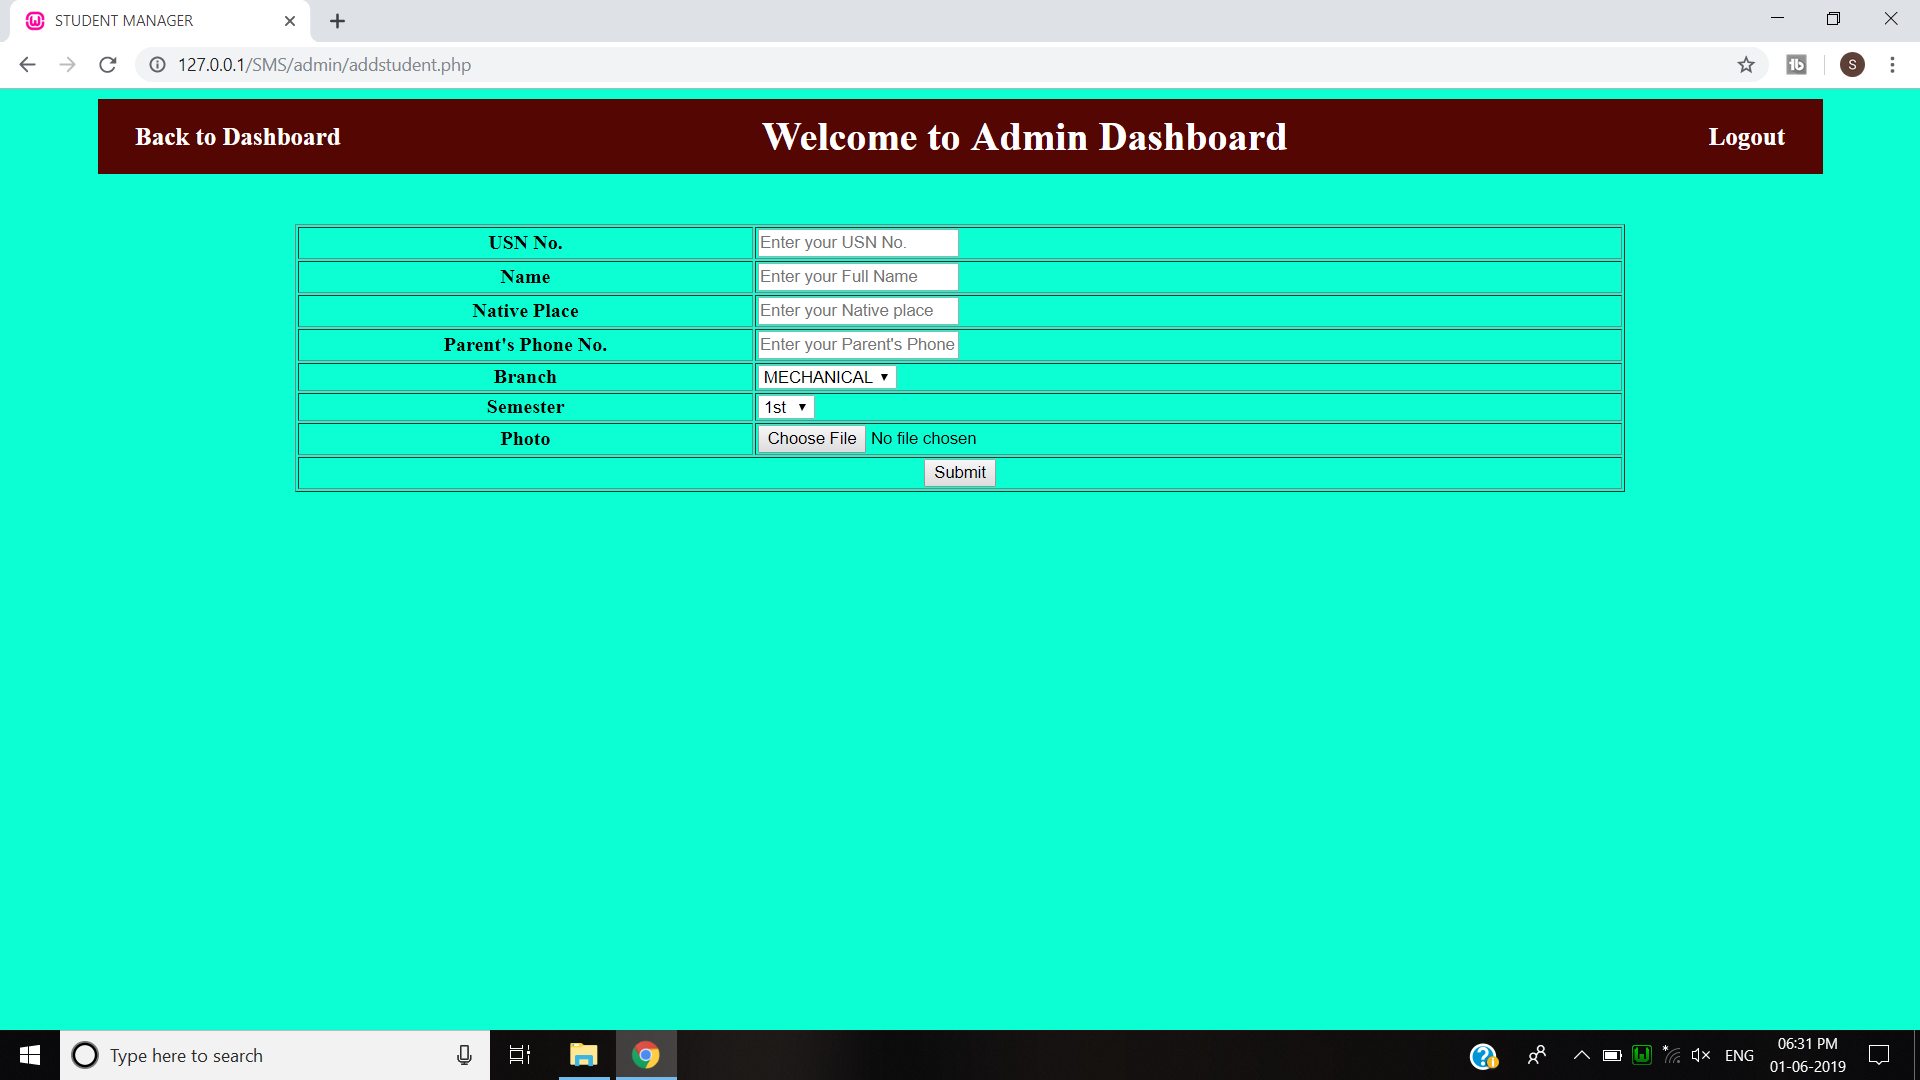 STUDENT MANAGER
127.0.0.1/SMS/admin/addstudent.php
S
Back to Dashboard Welcome to Admin Dashboard Logout
USN No. Enter your USN No.
Name Enter your Full Name
Native Place Enter your Native place
Parent's Phone No. Enter your Parent's Phone
Branch MECHANICAL
Semester 1st
Photo Choose File No file chosen
Submit
Type here to search
ENG
06:31 PM
01-06-2019